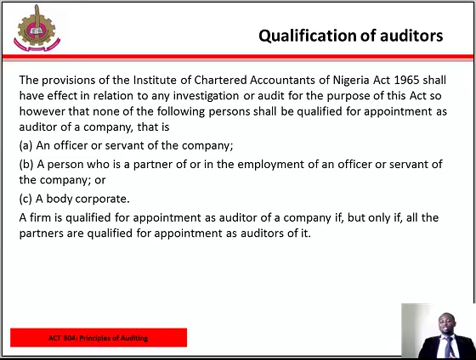 Qualification of auditors
The provisions of the Institute of Chartered Accountants of Nigeria Act 1965 shall
have effect in relation to any investigation or audit for the purpose of this Act so
however that none of the following persons shall be qualified for appointment as
auditor of a company, that is
(a) An officer or servant of the company;
(b) A person who is a partner of or in the employment of an officer or servant of
the company; or
(c) A body corporate.
A firm is qualified for appointment as auditor of a company if, but only if, all the
partners are qualified for appointment as auditors of it.
ACT 304: Principles of Auditing